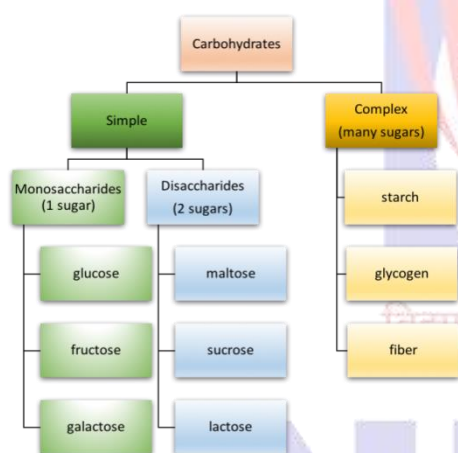 Carbohydrates
Simple
Complex
(many sugars)
Monosaccharides
(1 sugar)
Disaccharides
(2 sugars)
starch
glucose
maltose
glycogen
fructose
sucrose
fiber
galactose
lactose